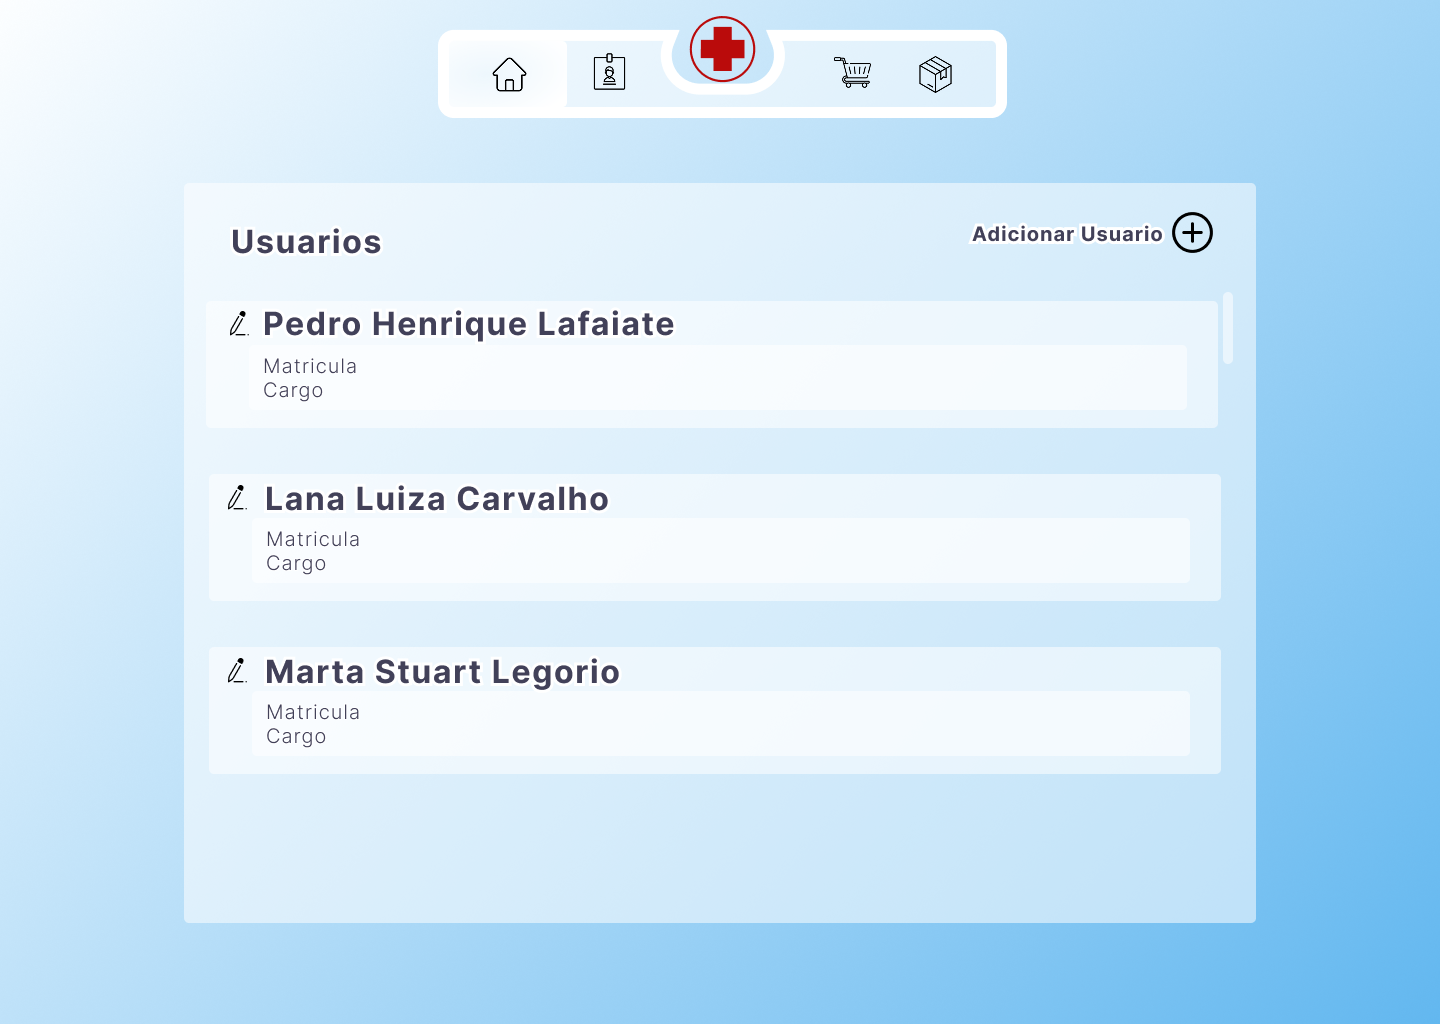 Usuarios
Adicionar Usuario
Pedro Henrique Lafaiate
Matricula
Cargo
Lana Luiza Carvalho
Matricula
Cargo
Marta Stuart Legorio
Matricula
Cargo